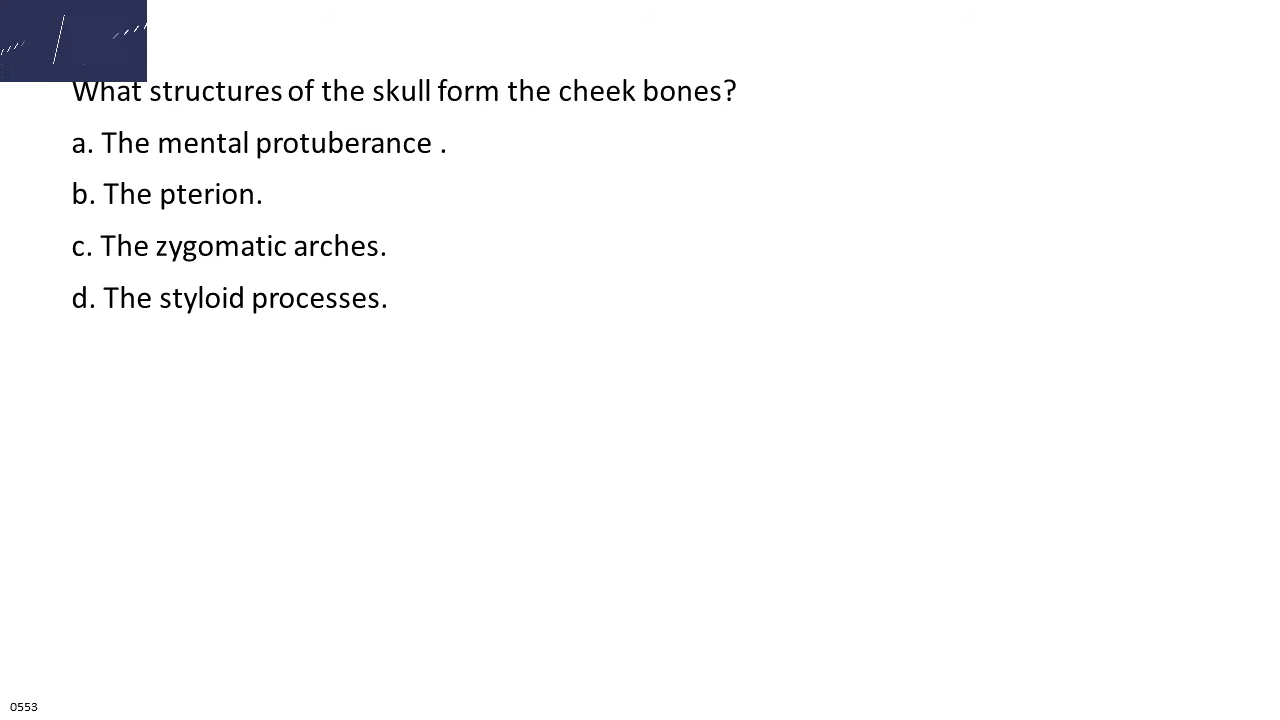 What structures of the skull form the cheek bones?
a. The mental protuberance .
b. The pterion.
c. The zygomatic arches.
d. The styloid processes.
0553